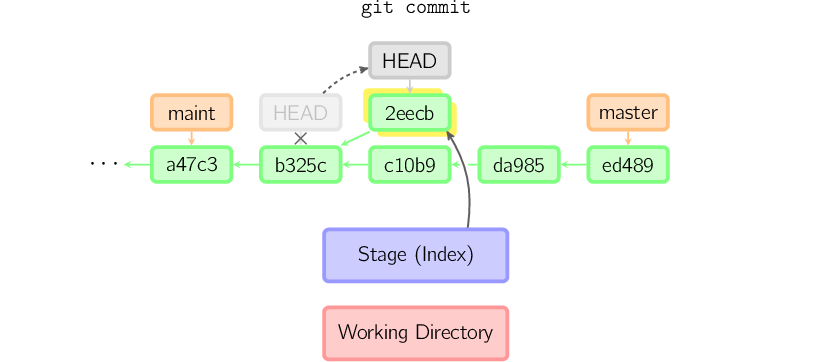 git commit
HEAD
maint
HEAD
2eecb
master
...
a47c3
b325c
c10b9
da985
ed489
Stage (Index)
Working Directory